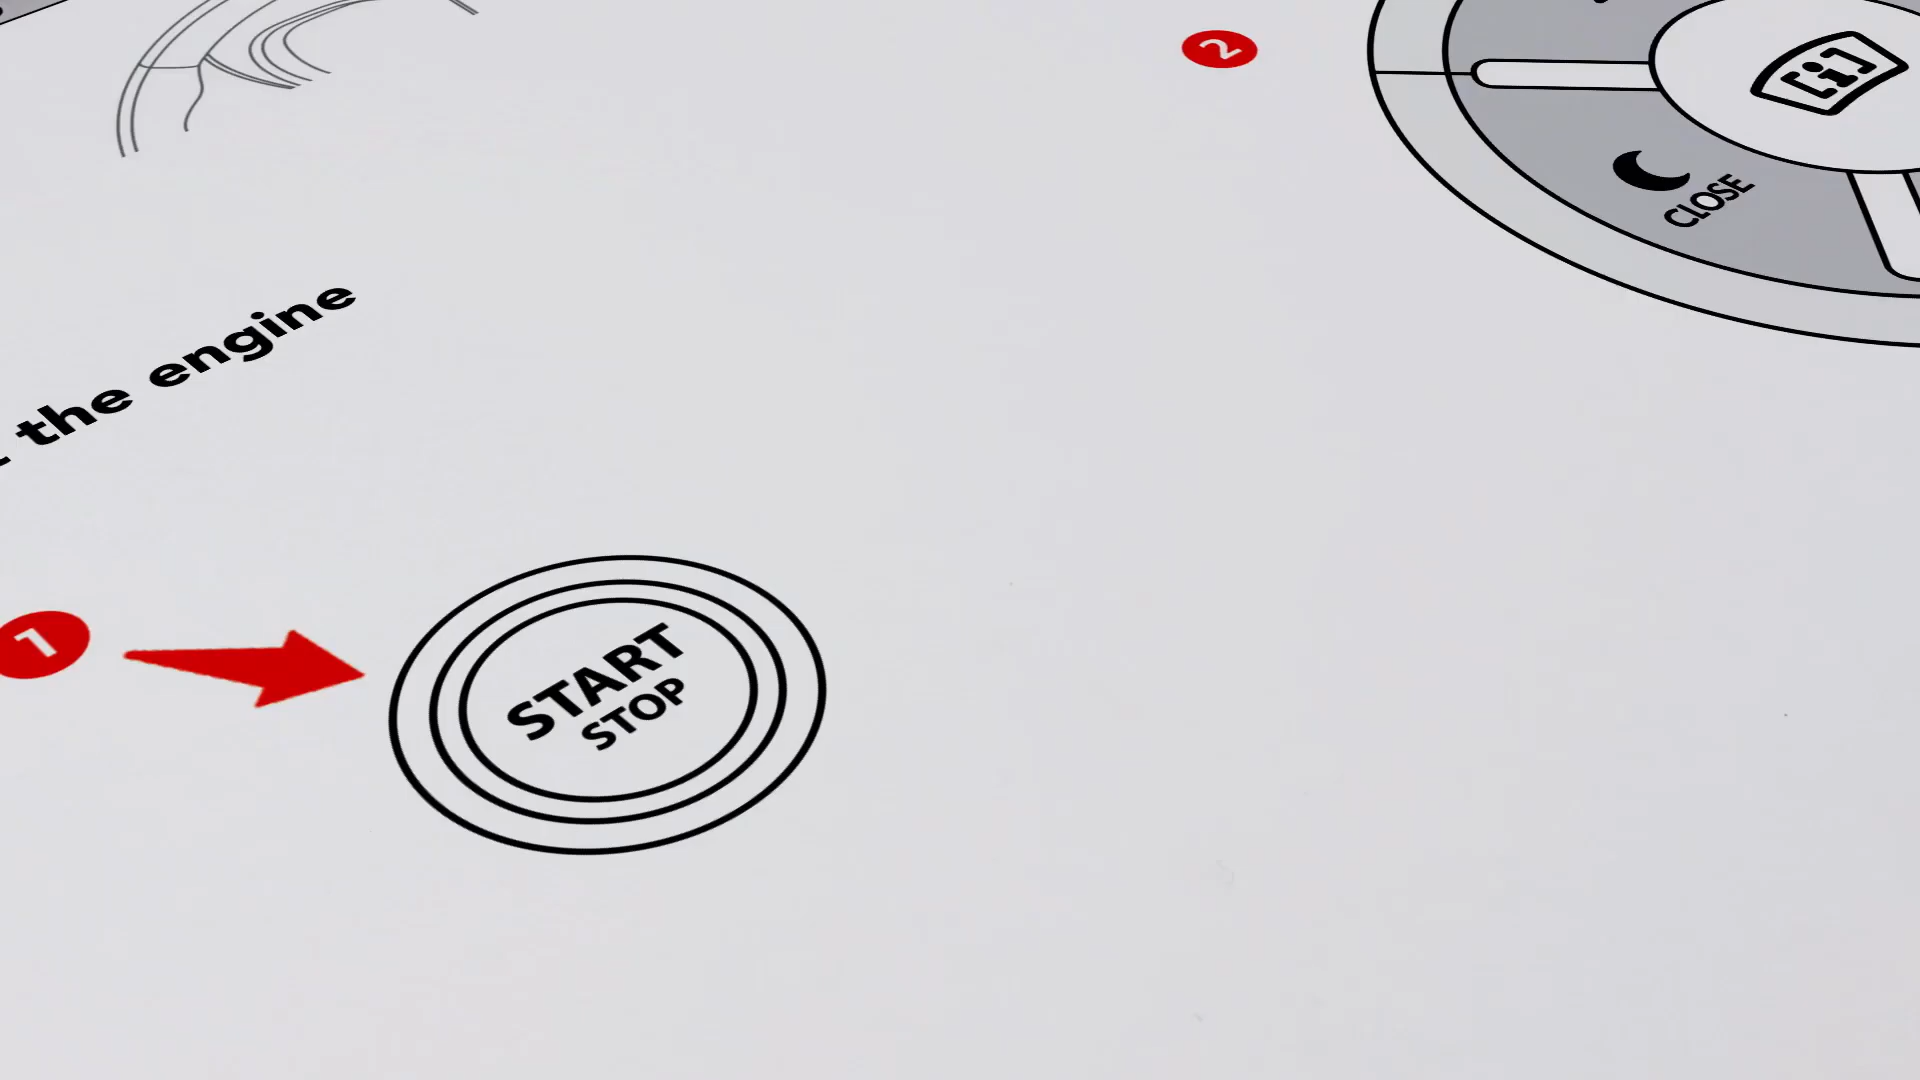 2
[i]
CLOSE
the engine
1
START
STOP